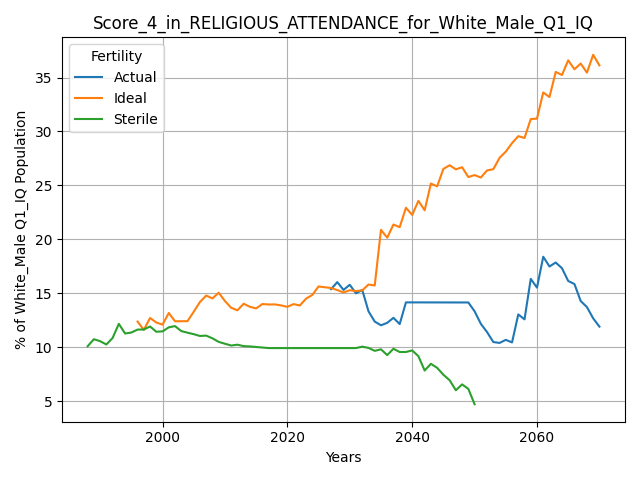 Score_4_in_RELIGIOUS_ATTENDANCE_for_White_Male_Q1_IQ
Fertility
Actual
Ideal
Sterile
% of White_Male Q1_IQ Population
35
30
25
20
15
10
5
2000 2020 2040 2060
Years